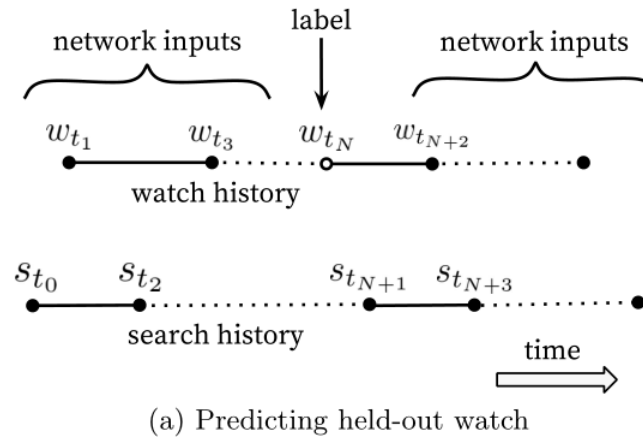 label
network inputs network inputs
w_{t_1} w_{t_3} w_{t_N} w_{t_{N+2}}
watch history
s_{t_0} s_{t_2} s_{t_{N+1}} s_{t_{N+3}}
search history
time
(a) Predicting held-out watch